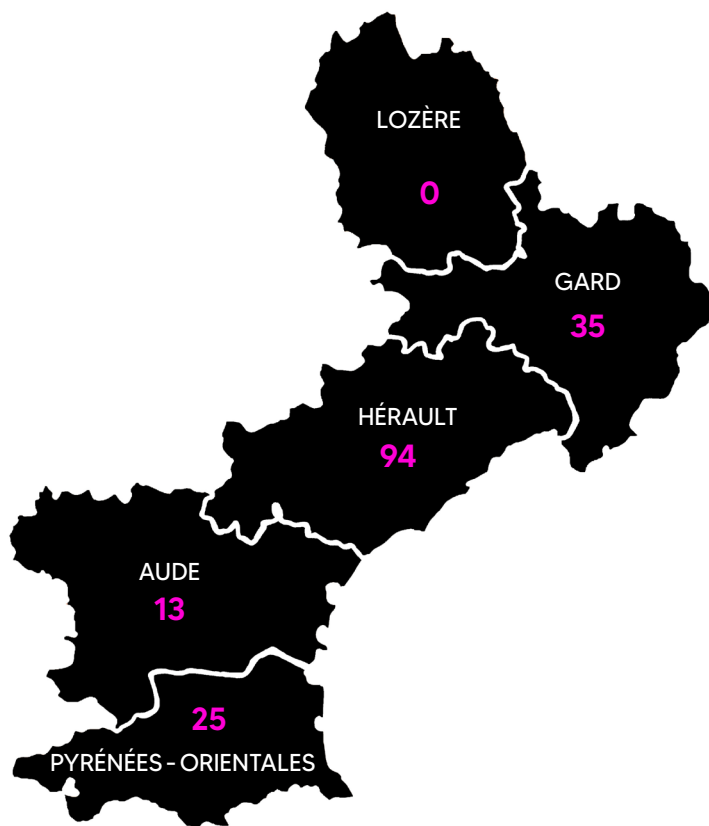 LOZÈRE
0
GARD
35
HÉRAULT
94
AUDE
13
25
PYRÉNÉES - ORIENTALES